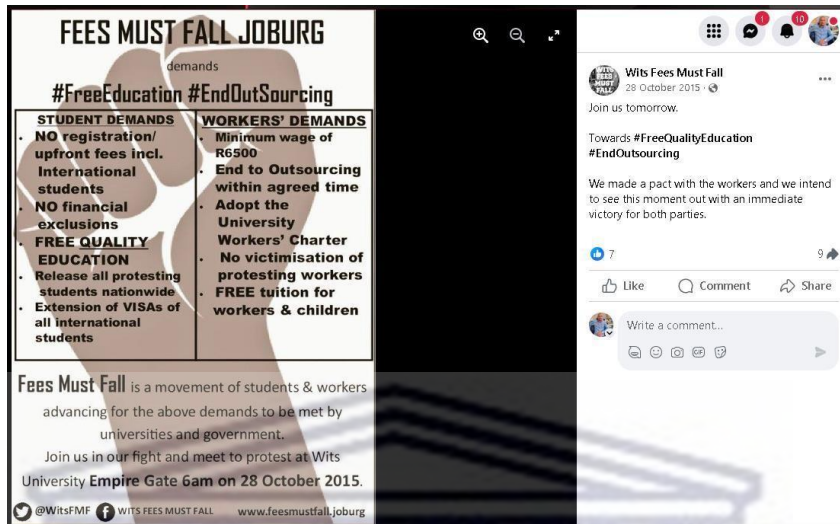 FEES MUST FALL JOBURG
demands
#FreeEducation #EndOutSourcing
STUDENT DEMANDS
• NO registration/
upfront fees incl.
International
students
• NO financial
exclusions
• FREE QUALITY
EDUCATION
• Release all protesting
students nationwide
• Extension of VISAs of
all international
students
WORKERS' DEMANDS
• Minimum wage of
R6500
• End to Outsourcing
within agreed time
• Adopt the
University
Workers' Charter
• No victimisation of
protesting workers
• FREE tuition for
workers & children
Fees Must Fall is a movement of students & workers
advancing for the above demands to be met by
universities and government.
Join us in our fight and meet to protest at Wits
University Empire Gate 6am on 28 October 2015.
@WitsFMF WITS FEES MUST FALL www.feesmustfall.joburg
1
10
WITS FEES MUST FALL
Wits Fees Must Fall
28 October 2015 ·
Join us tomorrow.
Towards #FreeQualityEducation
#EndOutsourcing
We made a pact with the workers and we intend
to see this moment out with an immediate
victory for both parties.
7
9
Like Comment Share
Write a comment...
GIF